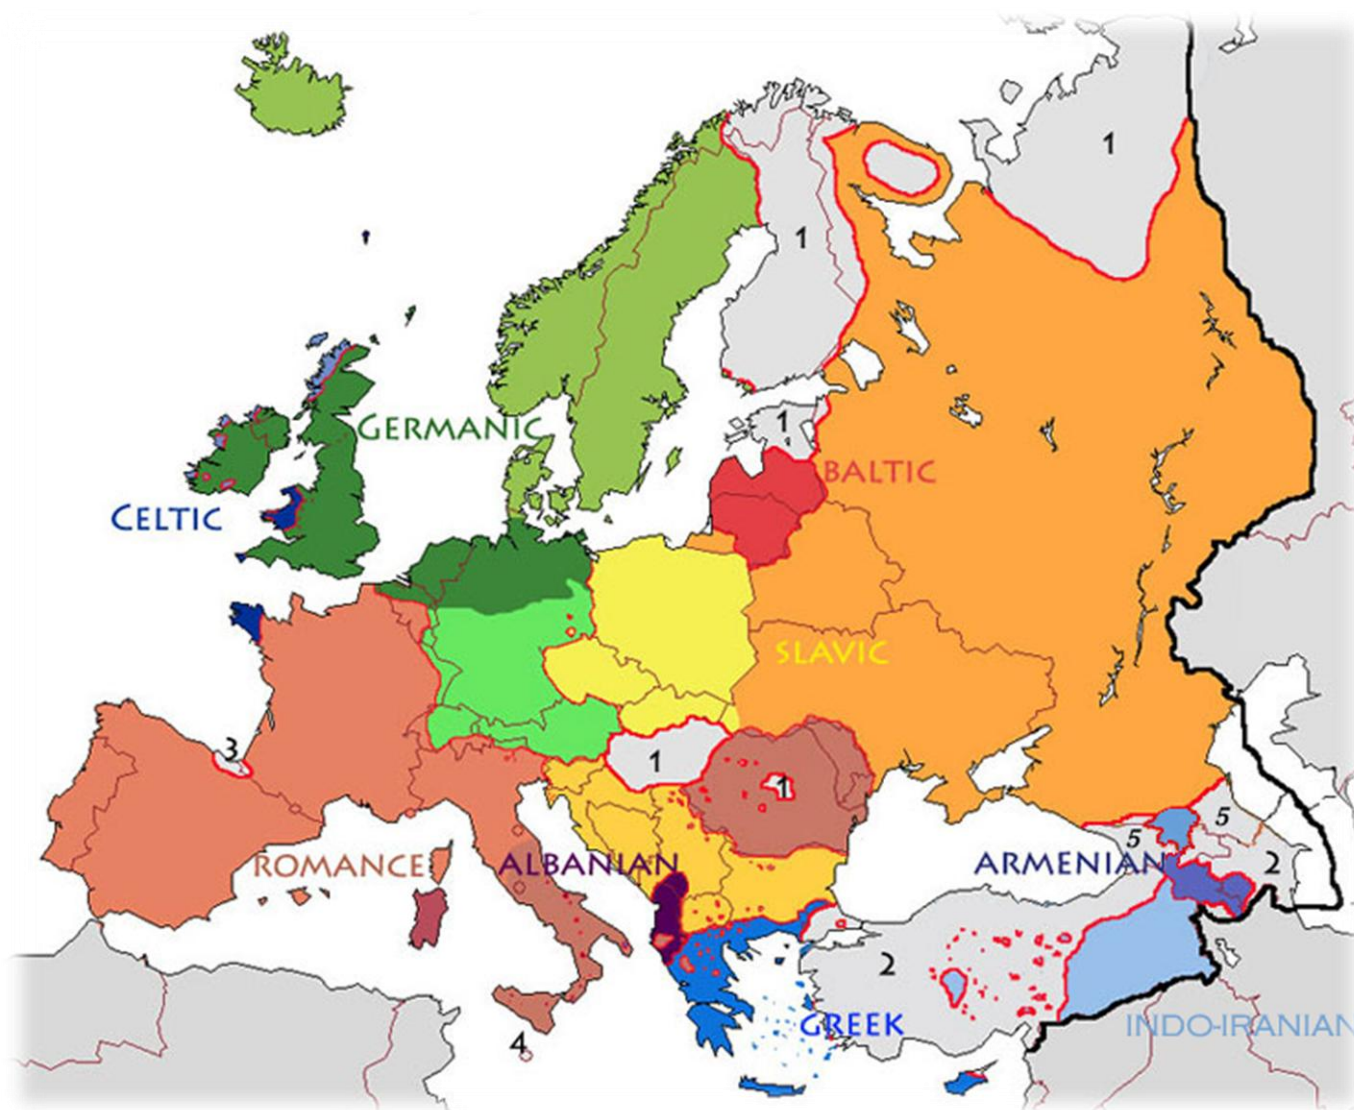 1
1
GERMANIC
1
BALTIC
CELTIC
SLAVIC
3
1
1
5
5
ROMANCE
ALBANIAN
ARMENIAN
2
2
GREEK
INDO-IRANIAN
4